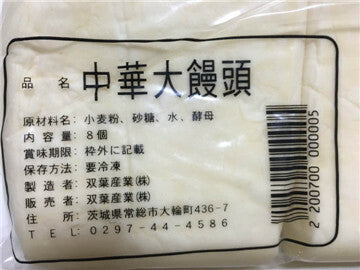 品 名 中華大饅頭
原材料名：小麦粉、砂糖、水、酵母
内 容 量：8個
賞味期限：枠外に記載
保存方法：要冷凍
製 造 者：双葉産業㈱
販 売 者：双葉産業㈱
住 所：茨城県常総市大輪町436-7
T E L：0297-44-4586
2 200700 000005